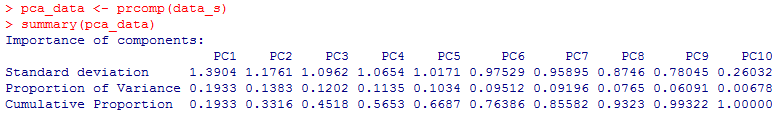 > pca_data <- prcomp(data_s)
> summary(pca_data)
Importance of components:
PC1 PC2 PC3 PC4 PC5 PC6 PC7 PC8 PC9 PC10
Standard deviation 1.3904 1.1761 1.0962 1.0654 1.0171 0.97529 0.95895 0.8746 0.78045 0.26032
Proportion of Variance 0.1933 0.1383 0.1202 0.1135 0.1034 0.09512 0.09196 0.0765 0.06091 0.00678
Cumulative Proportion 0.1933 0.3316 0.4518 0.5653 0.6687 0.76386 0.85582 0.9323 0.99322 1.00000